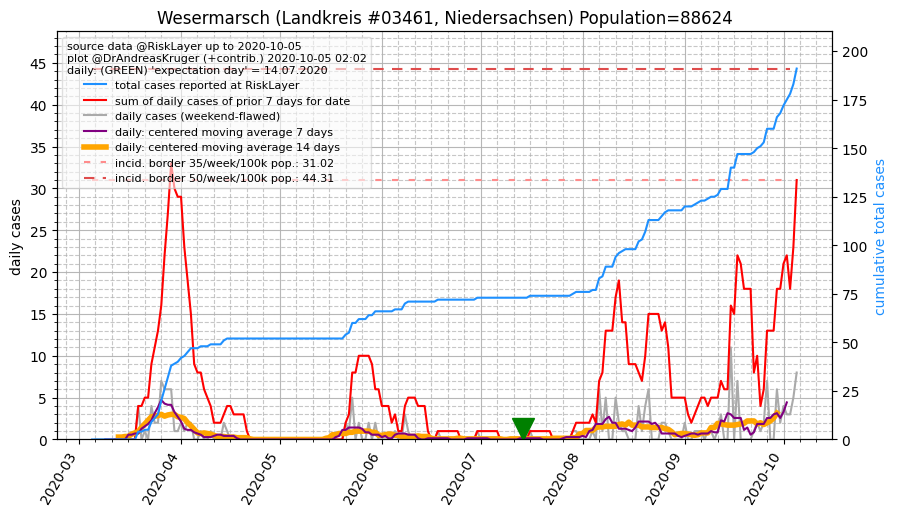 Wesermarsch (Landkreis #03461, Niedersachsen) Population=88624
source data @RiskLayer up to 2020-10-05
plot @DrAndreasKruger (+contrib.) 2020-10-05 02:02
daily: (GREEN) 'expectation day' = 14.07.2020
total cases reported at RiskLayer
sum of daily cases of prior 7 days for date
daily cases (weekend-flawed)
daily: centered moving average 7 days
daily: centered moving average 14 days
incid. border 35/week/100k pop.: 31.02
incid. border 50/week/100k pop.: 44.31
daily cases
45
40
35
30
25
20
15
10
5
0
cumulative total cases
200
175
150
125
100
75
50
25
0
2020-03
2020-04
2020-05
2020-06
2020-07
2020-08
2020-09
2020-10